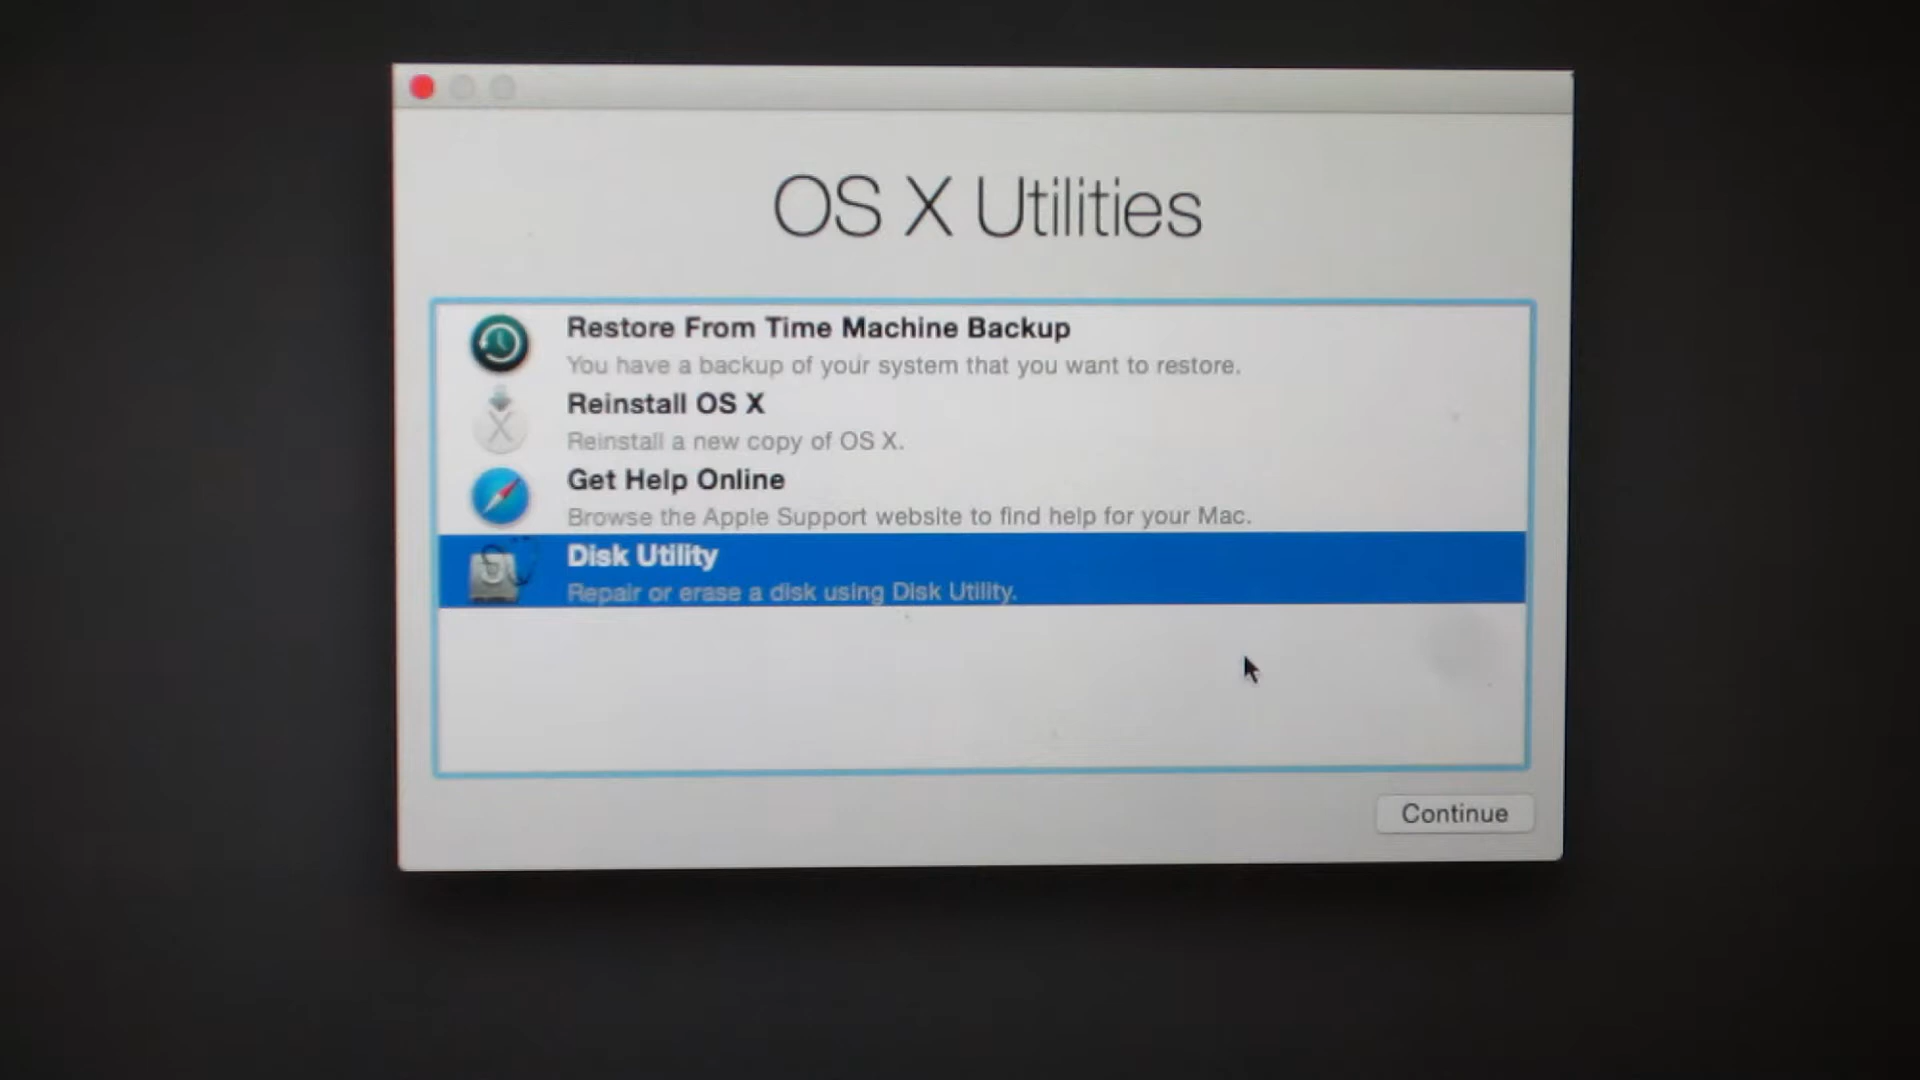 OS X Utilities
Restore From Time Machine Backup
You have a backup of your system that you want to restore.
Reinstall OS X
Reinstall a new copy of OS X.
Get Help Online
Browse the Apple Support website to find help for your Mac.
Disk Utility
Repair or erase a disk using Disk Utility.
Continue